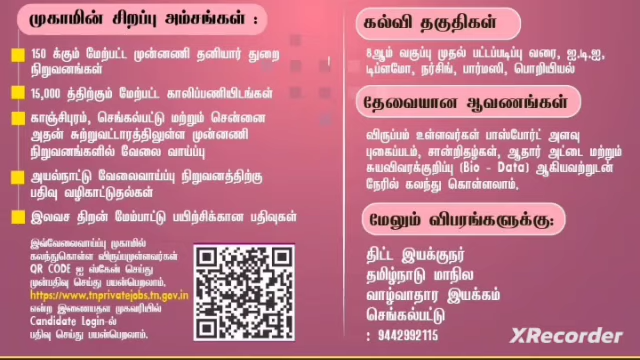 முகாமின் சிறப்பு அம்சங்கள் :
150 க்கும் மேற்பட்ட முன்னணி தனியார் துறை
நிறுவனங்கள்
15,000 த்திற்கும் மேற்பட்ட காலிப்பணியிடங்கள்
காஞ்சிபுரம், செங்கல்பட்டு மற்றும் சென்னை
அதன் சுற்றுவட்டாரத்திலுள்ள முன்னணி
நிறுவனங்களில் வேலை வாய்ப்பு
அயல்நாட்டு வேலைவாய்ப்பு நிறுவனத்திற்கு
பதிவு வழிகாட்டுதல்கள்
இலவச திறன் மேம்பாட்டு பயிற்சிக்கான பதிவுகள்
இவ்வேலைவாய்ப்பு முகாமில்
கலந்துகொள்ள விருப்பமுள்ளவர்கள்
QR CODE ஐ ஸ்கேன் செய்து
முன்பதிவு செய்து பயன்பெறலாம்.
https://www.tnprivatejobs.tn.gov.in
என்ற இணையதள முகவரியில்
Candidate Login-ல்
பதிவு செய்து பயன்பெறலாம்.
கல்வி தகுதிகள்
8ஆம் வகுப்பு முதல் பட்டப்படிப்பு வரை, ஐ.டி.ஐ,
டிப்ளமோ, நர்சிங், பார்மஸி, பொறியியல்
தேவையான ஆவணங்கள்
விருப்பம் உள்ளவர்கள் பாஸ்போர்ட் அளவு
புகைப்படம், சான்றிதழ்கள், ஆதார் அட்டை மற்றும்
சுயவிவரக்குறிப்பு (Bio - Data) ஆகியவற்றுடன்
நேரில் கலந்து கொள்ளலாம்.
மேலும் விபரங்களுக்கு:
திட்ட இயக்குநர்
தமிழ்நாடு மாநில
வாழ்வாதார இயக்கம்
செங்கல்பட்டு
: 9442992115
XRecorder